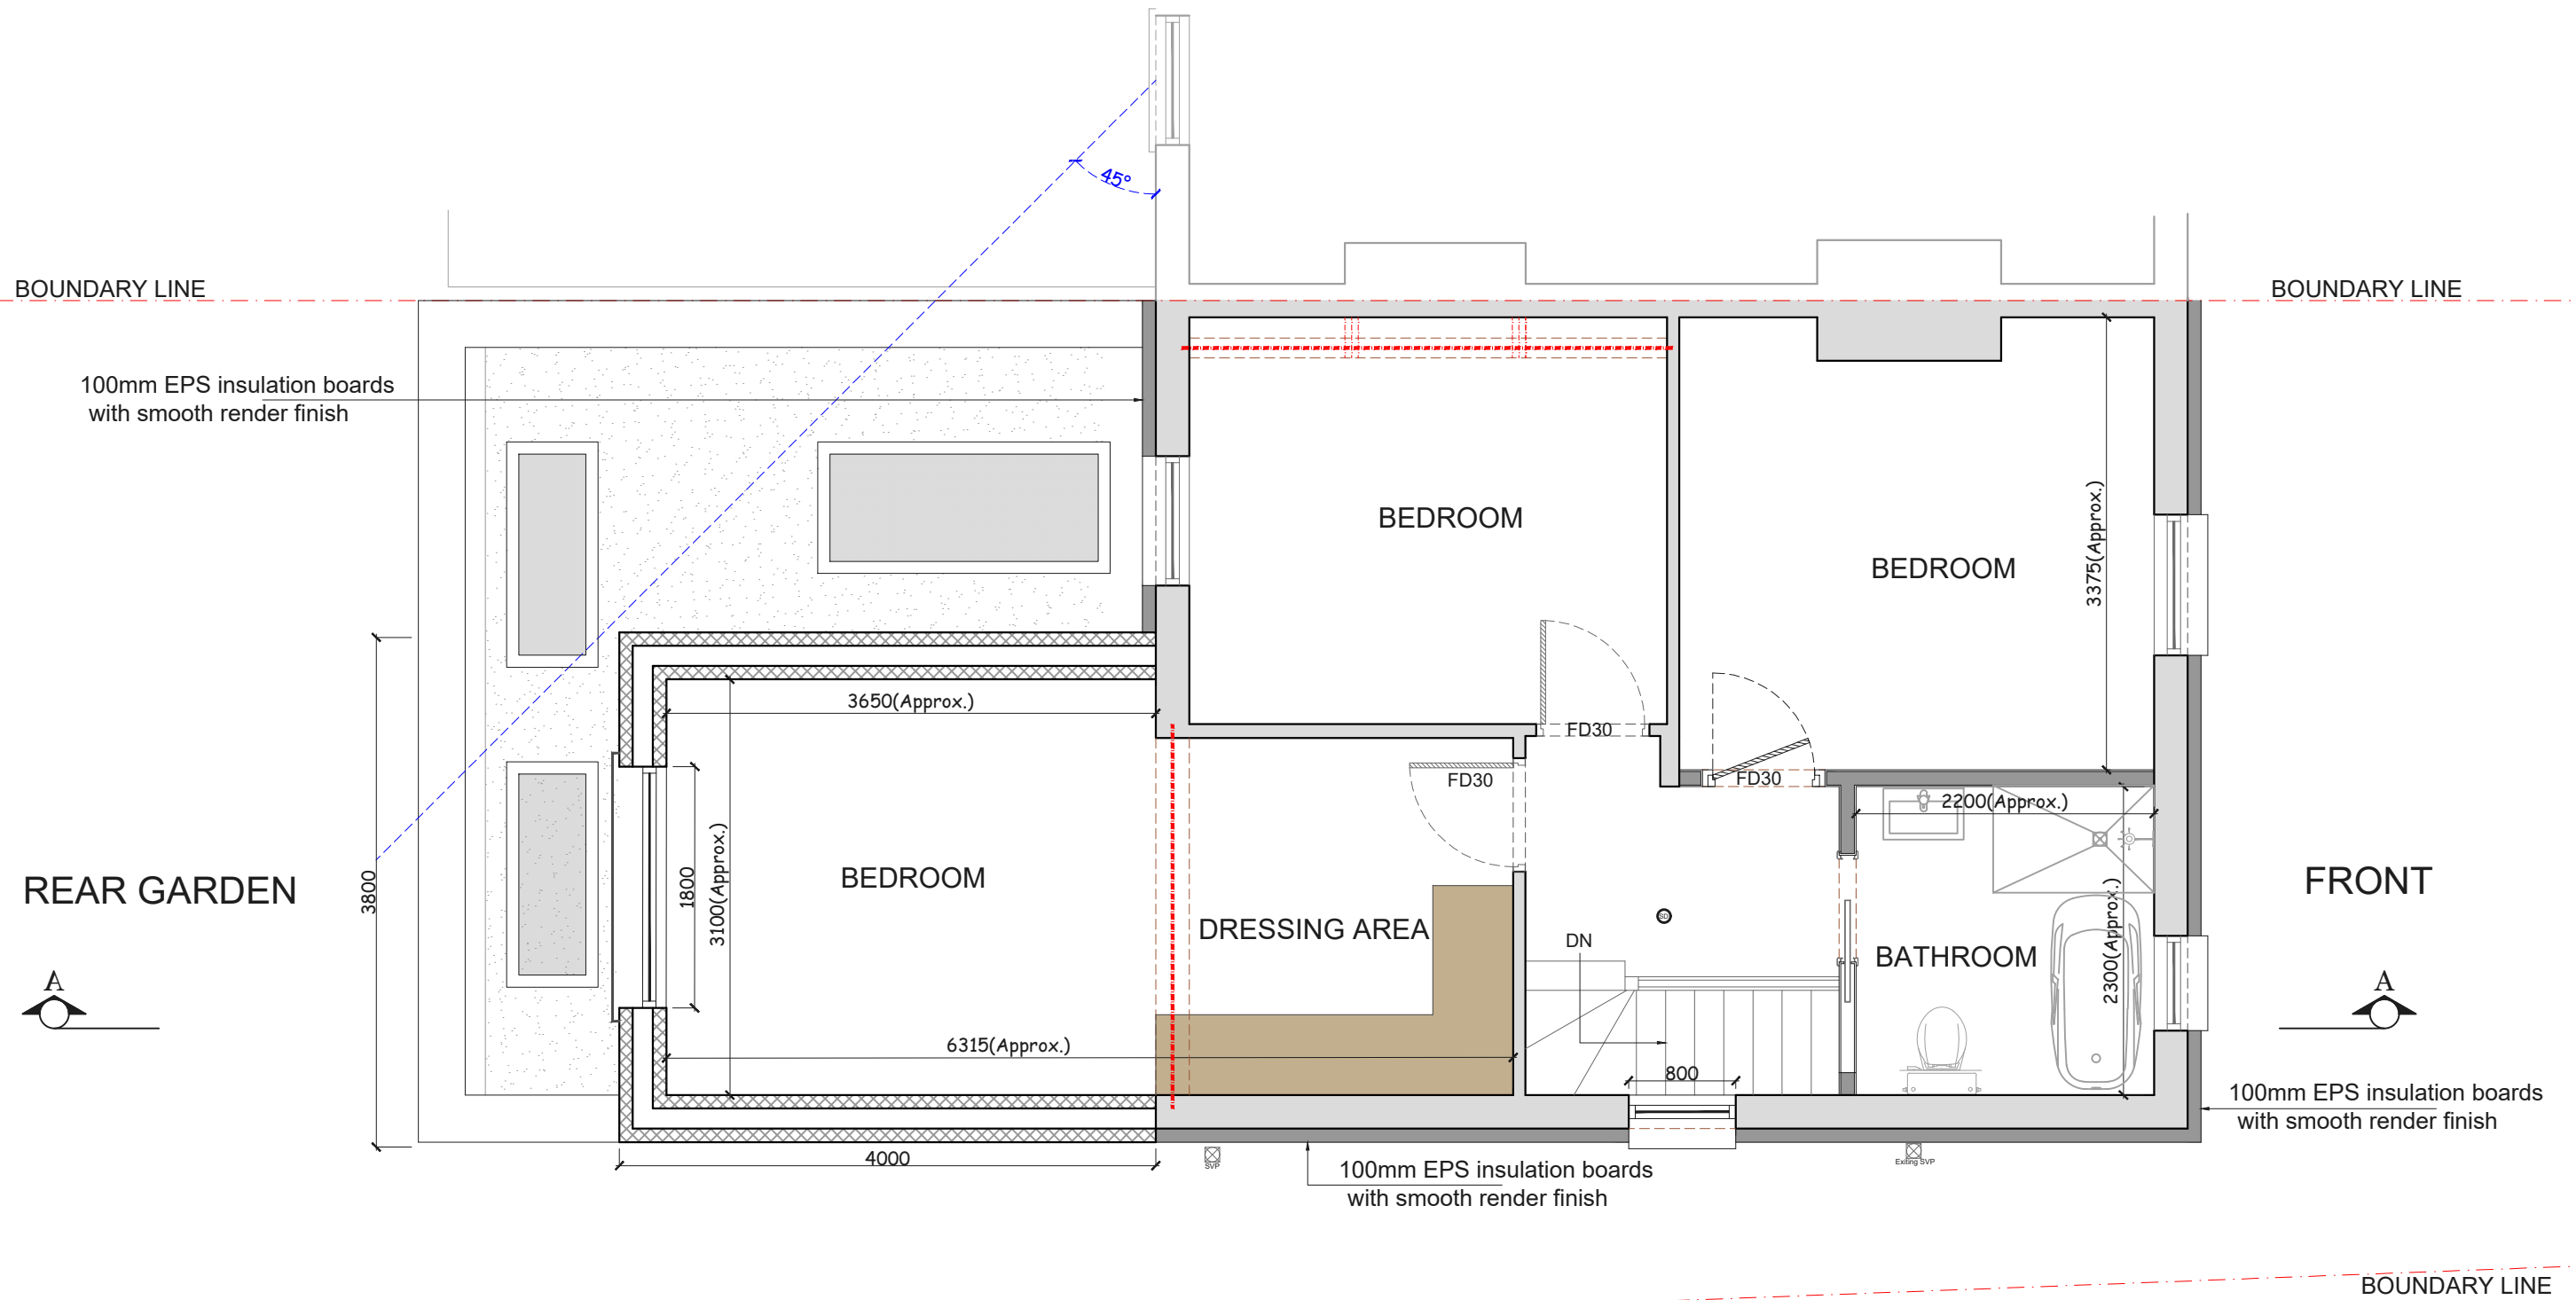 45°
BOUNDARY LINE
BOUNDARY LINE
100mm EPS insulation boards
with smooth render finish
BEDROOM
BEDROOM
3375(Approx.)
3650(Approx.)
FD30
FD30
FD30
2200(Approx.)
REAR GARDEN
3800
1800
3100(Approx.)
BEDROOM
DRESSING AREA
SD
DN
BATHROOM
2300(Approx.)
FRONT
A
A
6315(Approx.)
800
100mm EPS insulation boards
with smooth render finish
4000
SVP
100mm EPS insulation boards
with smooth render finish
Exiting SVP
BOUNDARY LINE